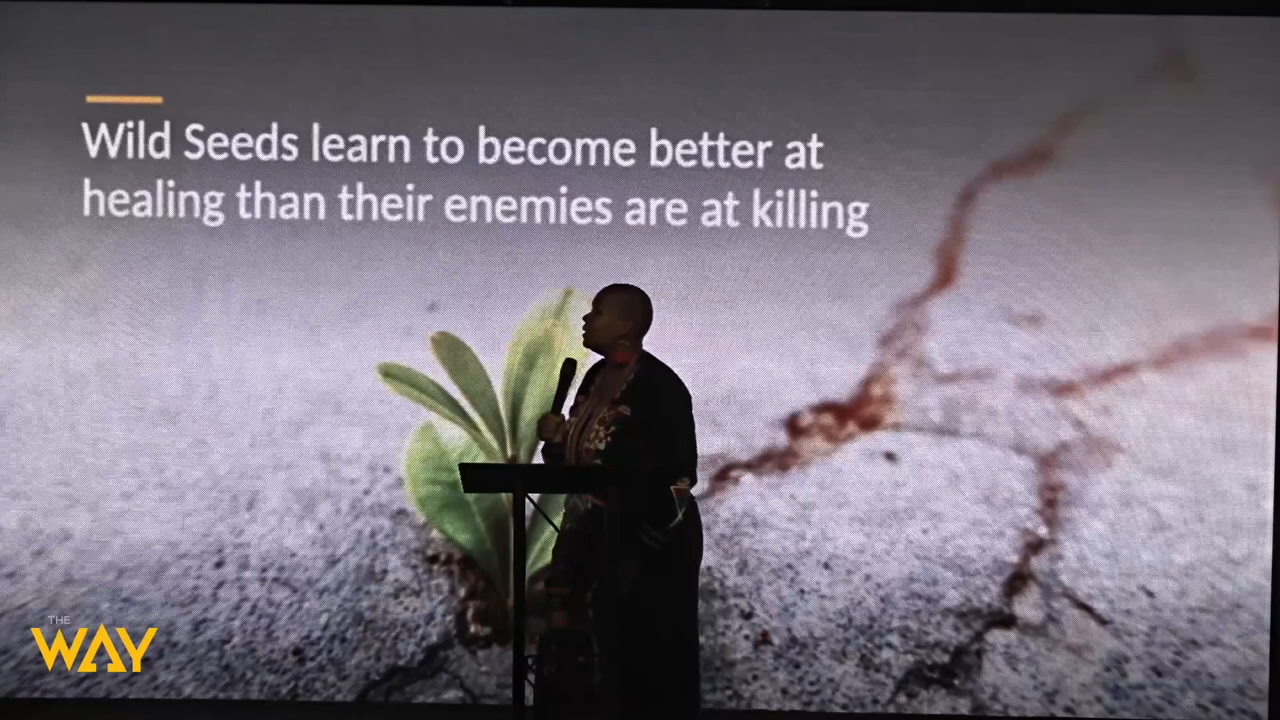 Wild Seeds learn to become better at
healing than their enemies are at killing
THE
WAY